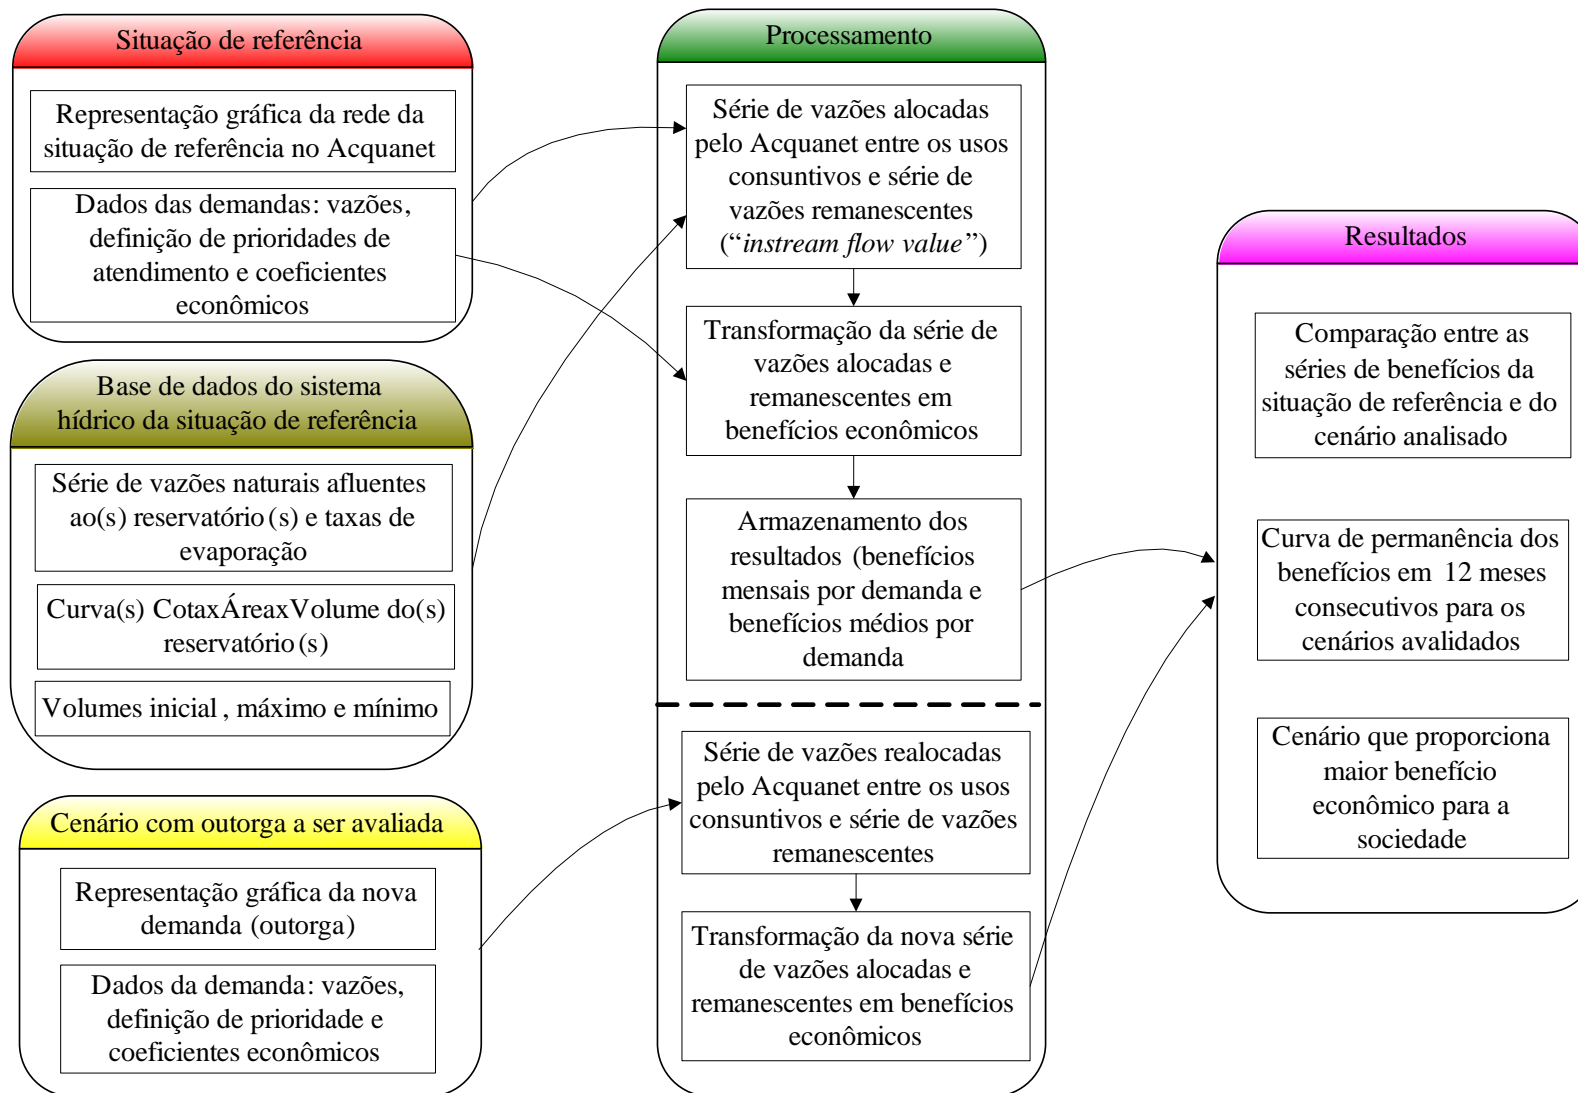 Situação de referência
Representação gráfica da rede da
situação de referência no Acquanet
Dados das demandas: vazões,
definição de prioridades de
atendimento e coeficientes
econômicos
Base de dados do sistema
hídrico da situação de referência
Série de vazões naturais afluentes
ao(s) reservatório(s) e taxas de
evaporação
Curva(s) CotaxÁreaxVolume do(s)
reservatório(s)
Volumes inicial, máximo e mínimo
Cenário com outorga a ser avaliada
Representação gráfica da nova
demanda (outorga)
Dados da demanda: vazões,
definição de prioridade e
coeficientes econômicos
Processamento
Série de vazões alocadas
pelo Acquanet entre os usos
consuntivos e série de
vazões remanescentes
(“instream flow value”)
Transformação da série de
vazões alocadas e
remanescentes em
benefícios econômicos
Armazenamento dos
resultados (benefícios
mensais por demanda e
benefícios médios por
demanda
Série de vazões realocadas
pelo Acquanet entre os usos
consuntivos e série de vazões
remanescentes
Transformação da nova série
de vazões alocadas e
remanescentes em benefícios
econômicos
Resultados
Comparação entre as
séries de benefícios da
situação de referência e do
cenário analisado
Curva de permanência dos
benefícios em 12 meses
consecutivos para os
cenários avalidados
Cenário que proporciona
maior benefício
econômico para a
sociedade